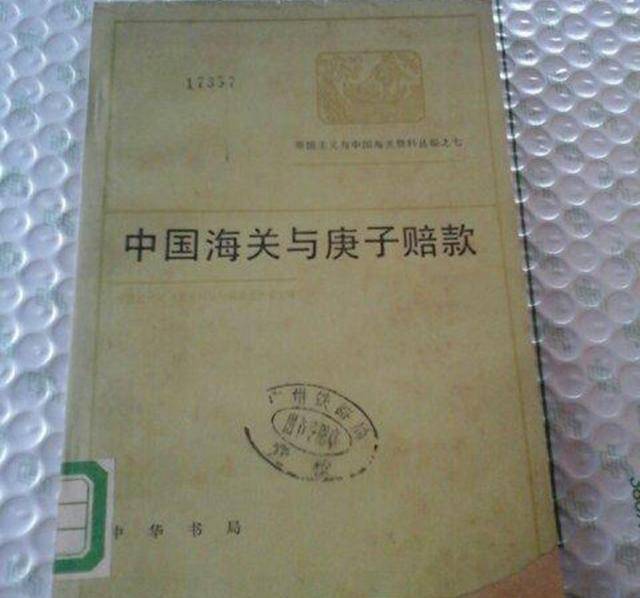 17357
帝国主义与中国海关资料丛编之七
中国海关与庚子赔款
广州铁路局
中华书局